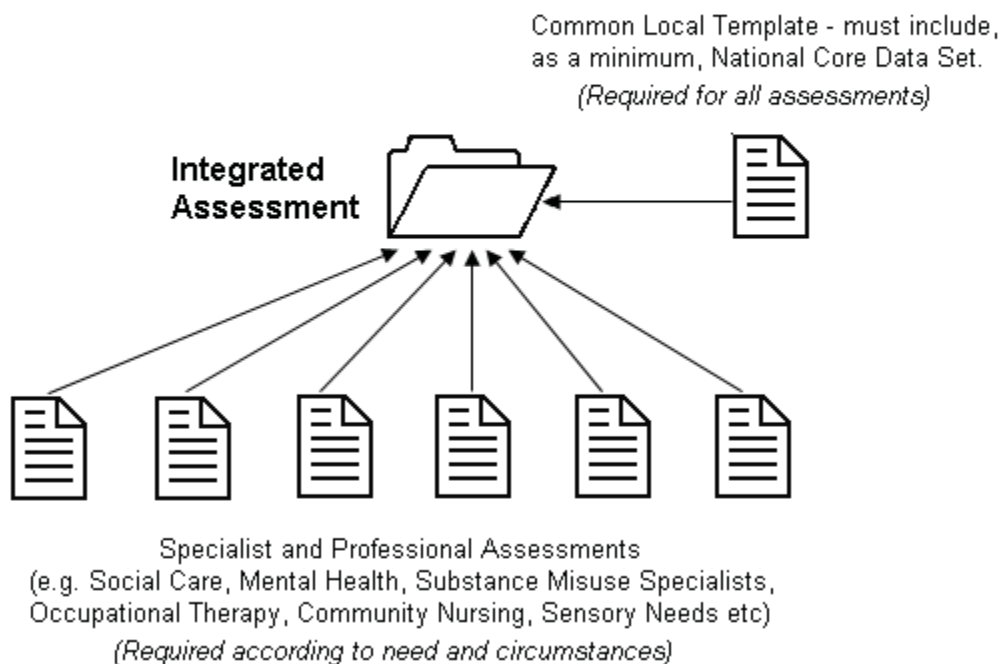 Common Local Template - must include,
as a minimum, National Core Data Set.
(Required for all assessments)
Integrated
Assessment
Specialist and Professional Assessments
(e.g. Social Care, Mental Health, Substance Misuse Specialists,
Occupational Therapy, Community Nursing, Sensory Needs etc)
(Required according to need and circumstances)